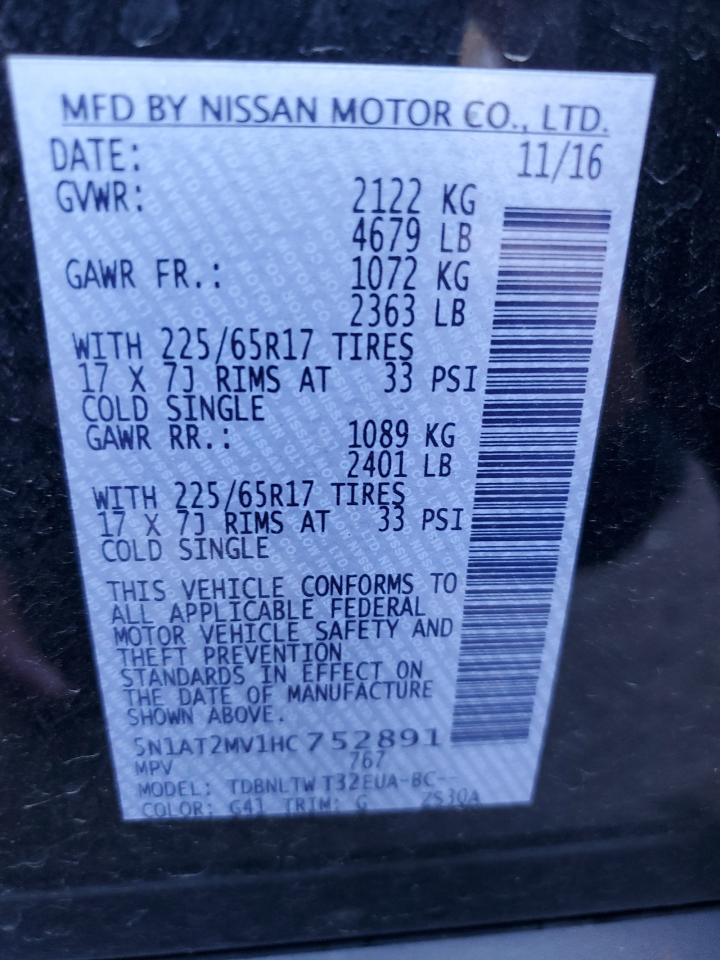 MFD BY NISSAN MOTOR CO., LTD.
DATE: 11/16
GVWR: 2122 KG
4679 LB
GAWR FR.: 1072 KG
2363 LB
WITH 225/65R17 TIRES
17 X 7J RIMS AT 33 PSI
COLD SINGLE
GAWR RR.: 1089 KG
2401 LB
WITH 225/65R17 TIRES
17 X 7J RIMS AT 33 PSI
COLD SINGLE
THIS VEHICLE CONFORMS TO
ALL APPLICABLE FEDERAL
MOTOR VEHICLE SAFETY AND
THEFT PREVENTION
STANDARDS IN EFFECT ON
THE DATE OF MANUFACTURE
SHOWN ABOVE.
5N1AT2MV1HC752891
MPV 767
MODEL: TDBNLTW T32EUA-BC--
COLOR: G41 TRIM: G